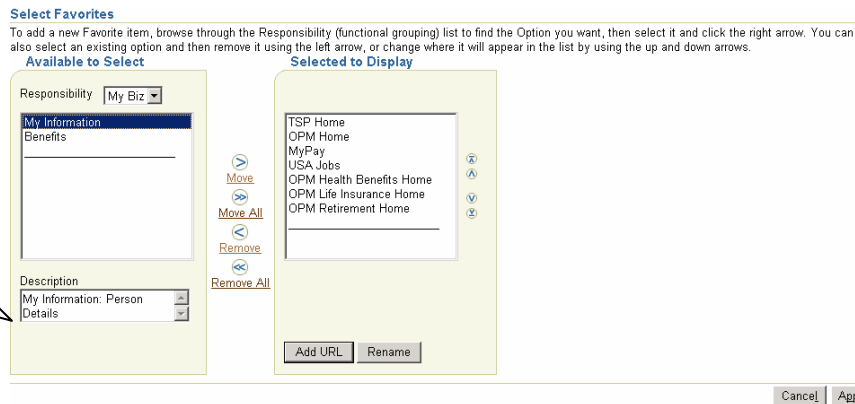 Select Favorites
To add a new Favorite item, browse through the Responsibility (functional grouping) list to find the Option you want, then select it and click the right arrow. You can
also select an existing option and then remove it using the left arrow, or change where it will appear in the list by using the up and down arrows.
Available to Select
Responsibility My Biz
My Information
Benefits
Description
My Information: Person
Details
Move
Move All
Remove
Remove All
Selected to Display
TSP Home
OPM Home
MyPay
USA Jobs
OPM Health Benefits Home
OPM Life Insurance Home
OPM Retirement Home
Add URL Rename
Cancel App